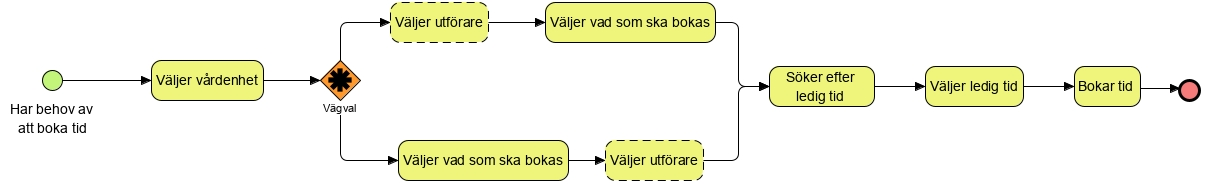 Har behov av
att boka tid
Väljer vårdenhet
Vägval
Väljer utförare
Väljer vad som ska bokas
Väljer vad som ska bokas
Väljer utförare
Söker efter
ledig tid
Väljer ledig tid
Bokar tid